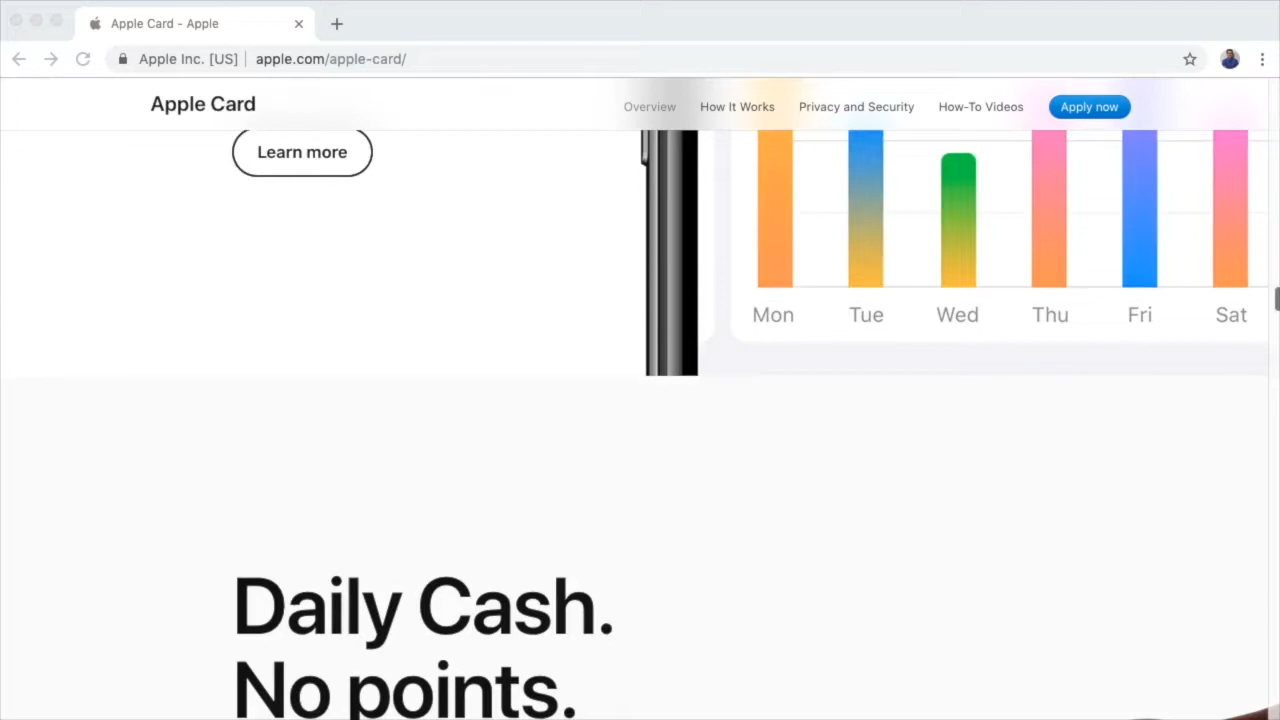 Apple Card - Apple
Apple Inc. [US] apple.com/apple-card/
Apple Card
Overview How It Works Privacy and Security How-To Videos Apply now
Learn more
Mon Tue Wed Thu Fri Sat
Daily Cash.
No points.